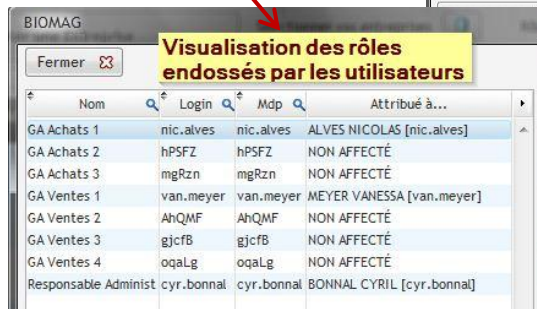 BIOMAG
Fermer
Visualisation des rôles
endossés par les utilisateurs
Nom Login Mdp Attribué à...
GA Achats 1 nic.alves nic.alves ALVES NICOLAS [nic.alves]
GA Achats 2 hPSFZ hPSFZ NON AFFECTÉ
GA Achats 3 mgRzn mgRzn NON AFFECTÉ
GA Ventes 1 van.meyer van.meyer MEYER VANESSA [van.meyer]
GA Ventes 2 AhQMF AhQMF NON AFFECTÉ
GA Ventes 3 gjcfB gjcfB NON AFFECTÉ
GA Ventes 4 oqaLg oqaLg NON AFFECTÉ
Responsable Administ cyr.bonnal cyr.bonnal BONNAL CYRIL [cyr.bonnal]